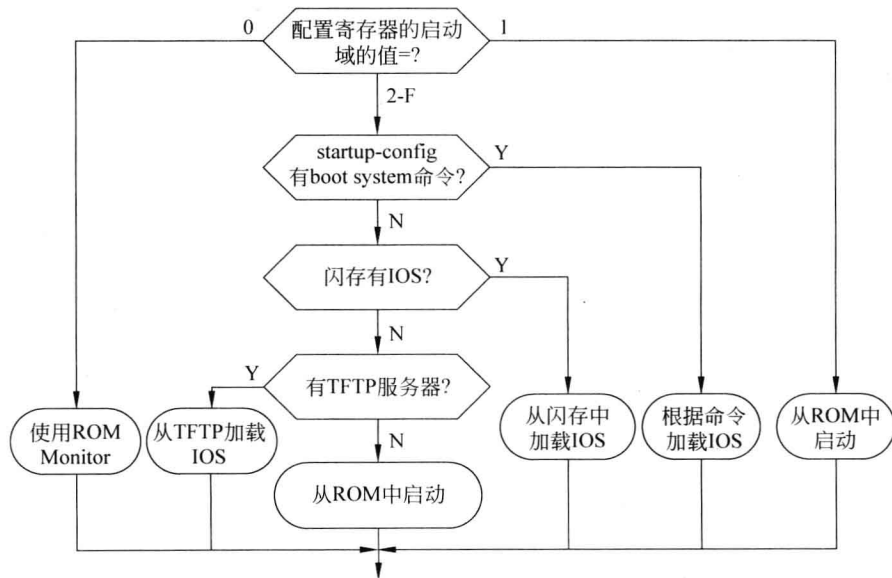 配置寄存器的启动
域的值=?
0
1
2-F
startup-config
有boot system命令?
Y
N
闪存有IOS?
Y
N
有TFTP服务器?
Y
N
使用ROM
Monitor
从TFTP加载
IOS
从ROM中启动
从闪存中
加载IOS
根据命令
加载IOS
从ROM中
启动